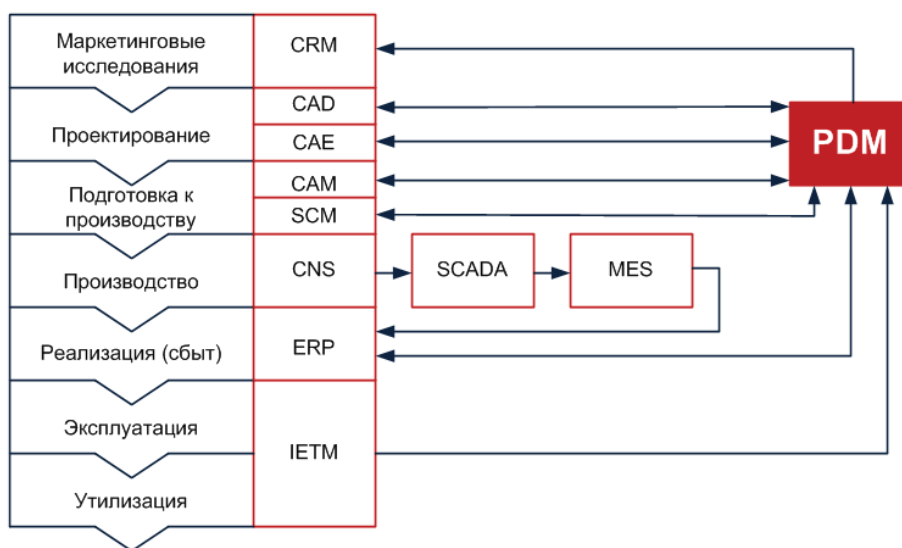 Маркетинговые
исследования
CRM
CAD
PDM
Проектирование
CAE
Подготовка к
производству
CAM
SCM
Производство
CNS
SCADA
MES
Реализация (сбыт)
ERP
Эксплуатация
IETM
Утилизация